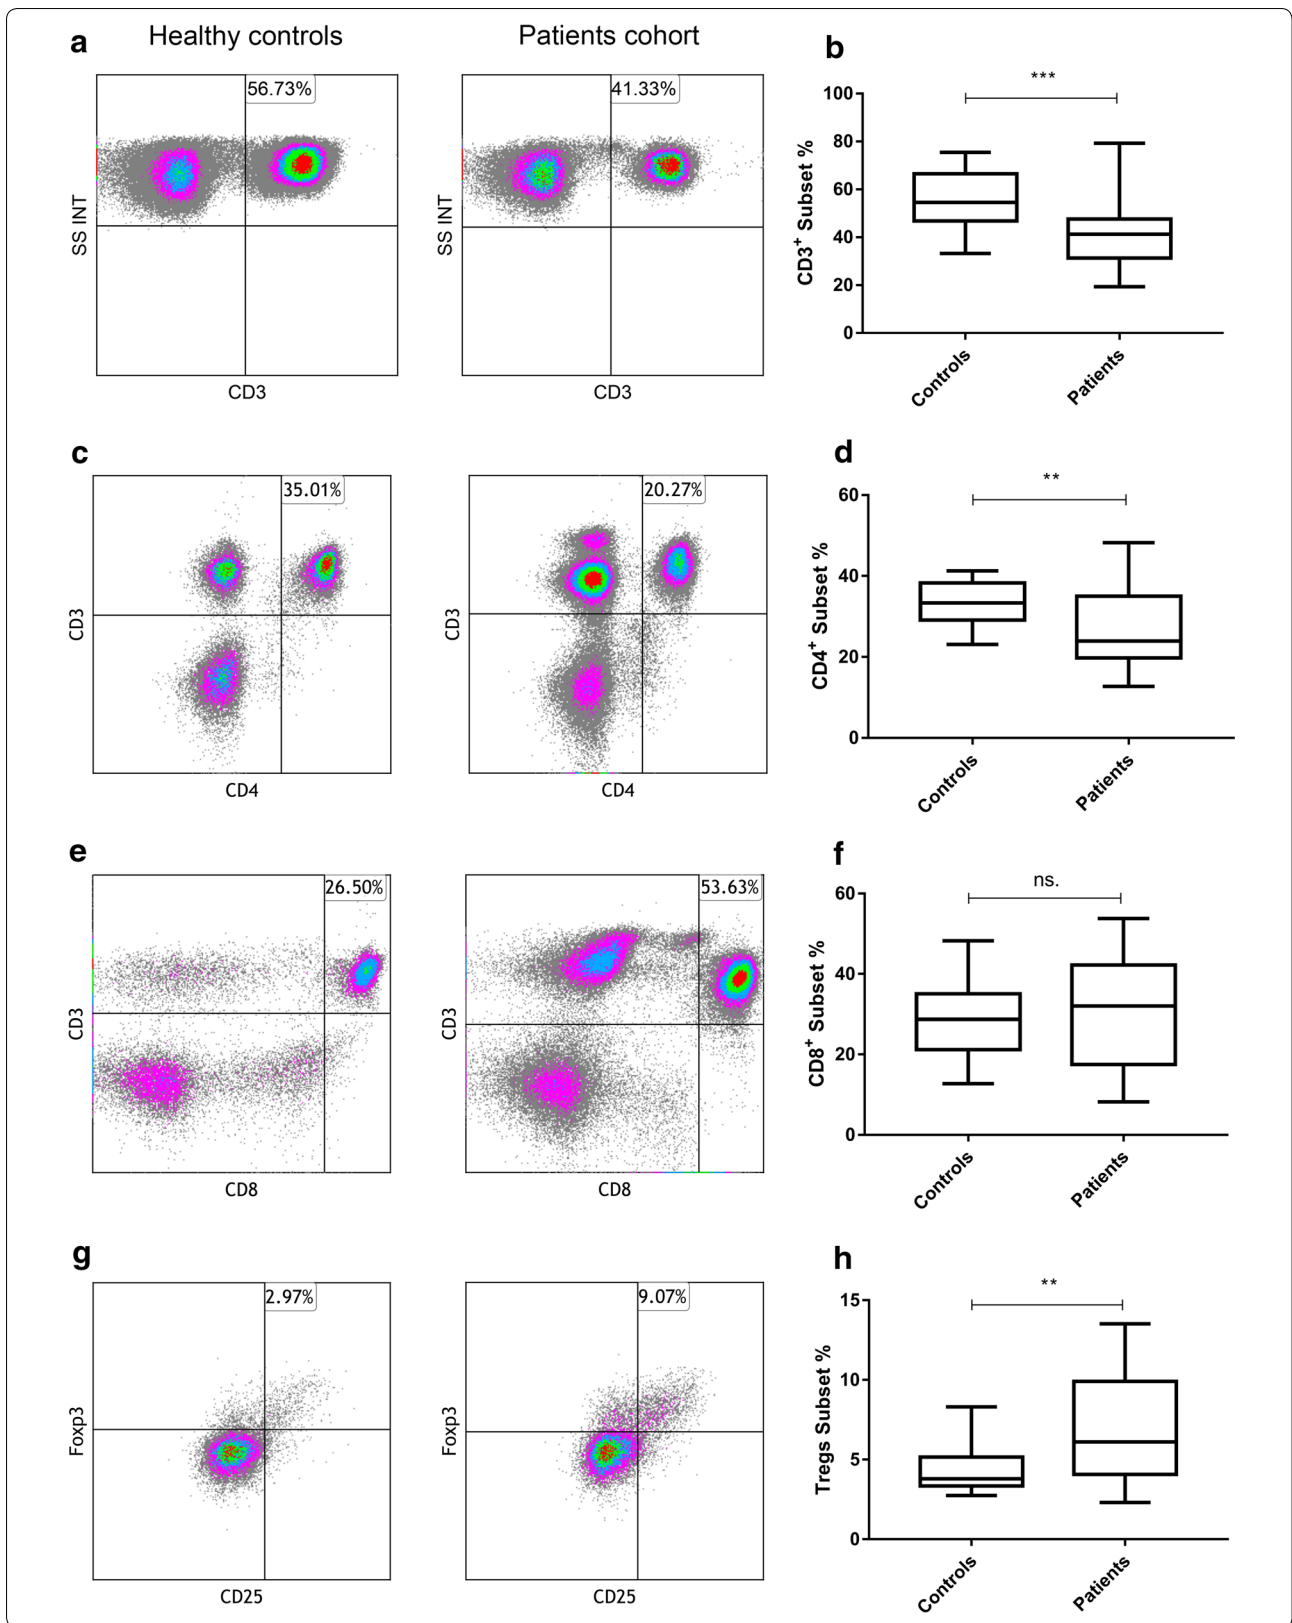 a
Healthy controls
Patients cohort
b
56.73%
41.33%
SS INT
CD3
SS INT
CD3
***
CD3+ Subset %
100
80
60
40
20
0
Controls
Patients
c
35.01%
20.27%
CD3
CD4
CD3
CD4
d
**
CD4+ Subset %
60
40
20
0
Controls
Patients
e
26.50%
53.63%
CD3
CD8
CD3
CD8
f
ns.
CD8+ Subset %
60
40
20
0
Controls
Patients
g
2.97%
9.07%
Foxp3
CD25
Foxp3
CD25
h
**
Tregs Subset %
15
10
5
0
Controls
Patients